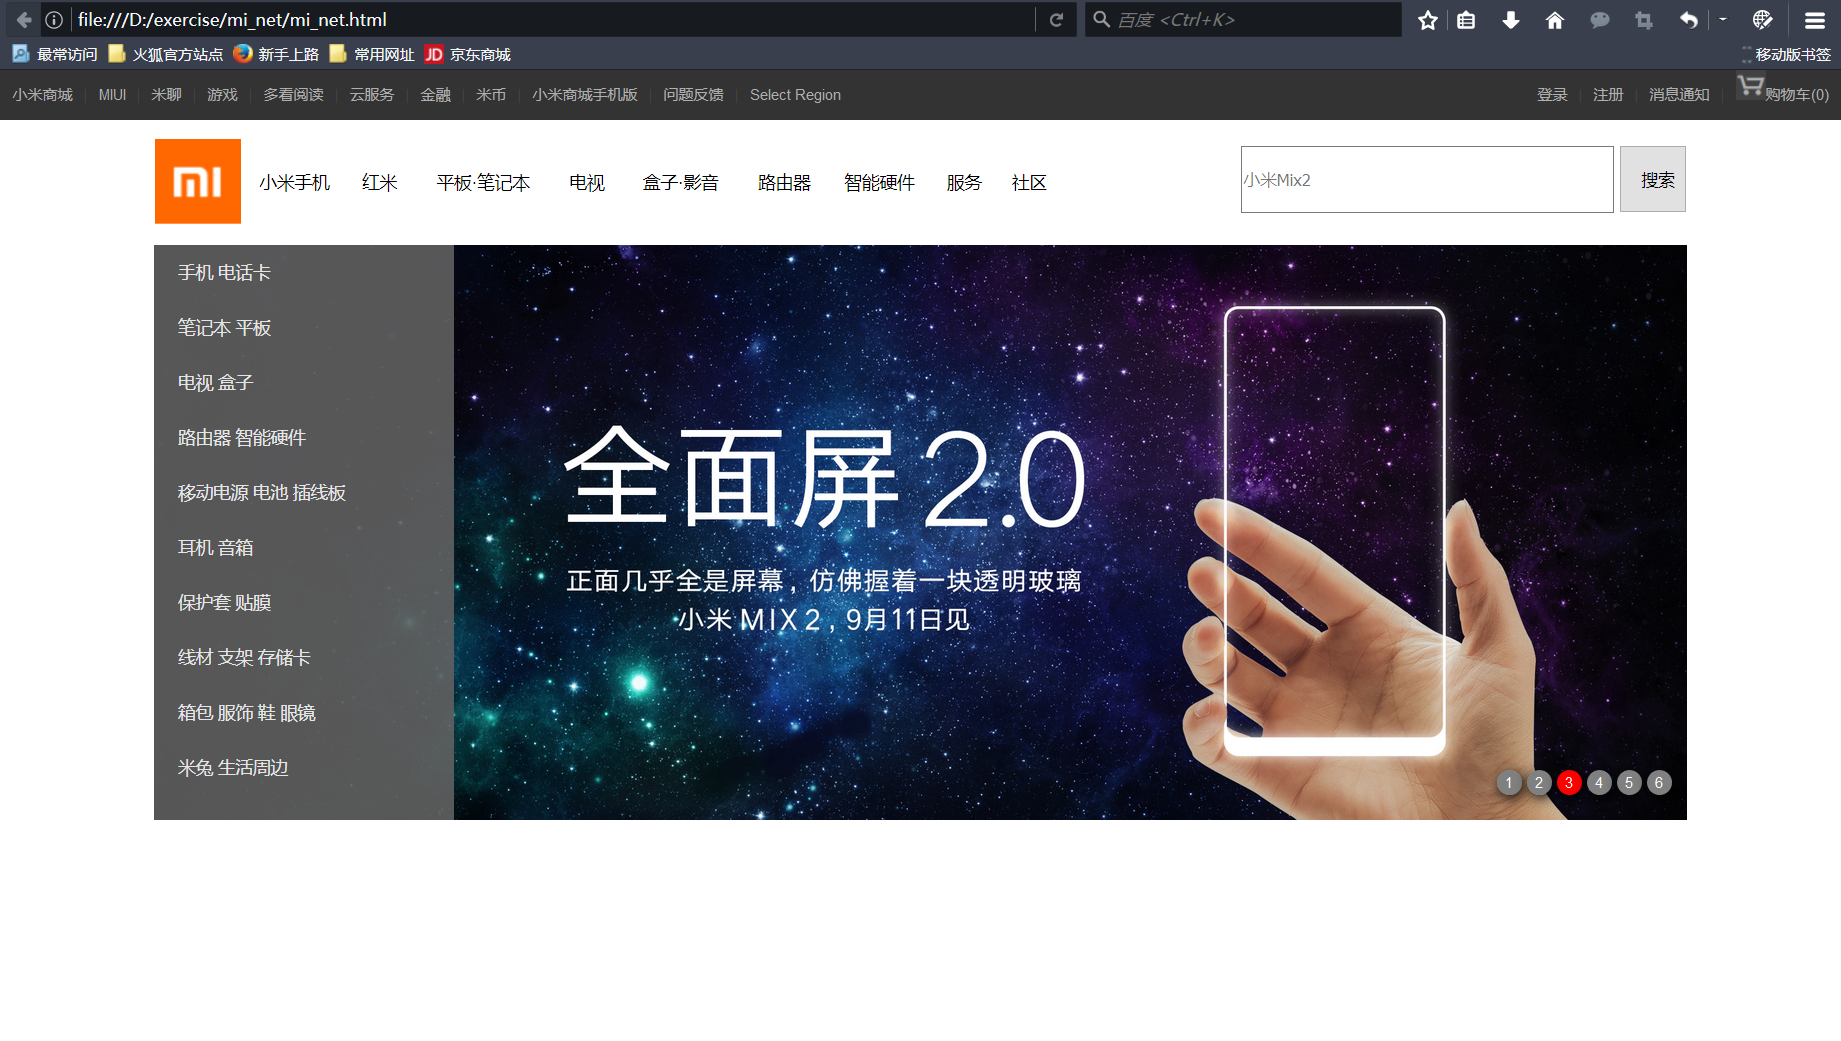 file:///D:/exercise/mi_net/mi_net.html
百度 <Ctrl+K>
最常访问 火狐官方站点 新手上路 常用网址 JD 京东商城 移动版书签
小米商城 MIUI 米聊 游戏 多看阅读 云服务 金融 米币 小米商城手机版 问题反馈 Select Region 登录 注册 消息通知 购物车(0)
mi 小米手机 红米 平板·笔记本 电视 盒子·影音 路由器 智能硬件 服务 社区 小米Mix2 搜索
手机 电话卡
笔记本 平板
电视 盒子
路由器 智能硬件
移动电源 电池 插线板
耳机 音箱
保护套 贴膜
线材 支架 存储卡
箱包 服饰 鞋 眼镜
米兔 生活周边
全面屏 2.0
正面几乎全是屏幕，仿佛握着一块透明玻璃
小米 MIX 2，9月11日见
1 2 3 4 5 6